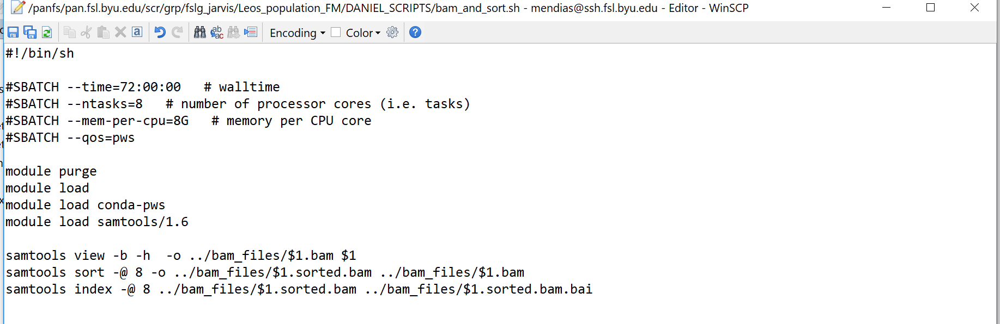 /panfs/pan.fsl.byu.edu/scr/grp/fslg_jarvis/Leos_population_FM/DANIEL_SCRIPTS/bam_and_sort.sh - mendias@ssh.fsl.byu.edu - Editor - WinSCP
Encoding Color
#!/bin/sh
#SBATCH --time=72:00:00   # walltime
#SBATCH --ntasks=8   # number of processor cores (i.e. tasks)
#SBATCH --mem-per-cpu=8G   # memory per CPU core
#SBATCH --qos=pws
module purge
module load
module load conda-pws
module load samtools/1.6
samtools view -b -h  -o ../bam_files/$1.bam $1
samtools sort -@ 8 -o ../bam_files/$1.sorted.bam ../bam_files/$1.bam
samtools index -@ 8 ../bam_files/$1.sorted.bam ../bam_files/$1.sorted.bam.bai